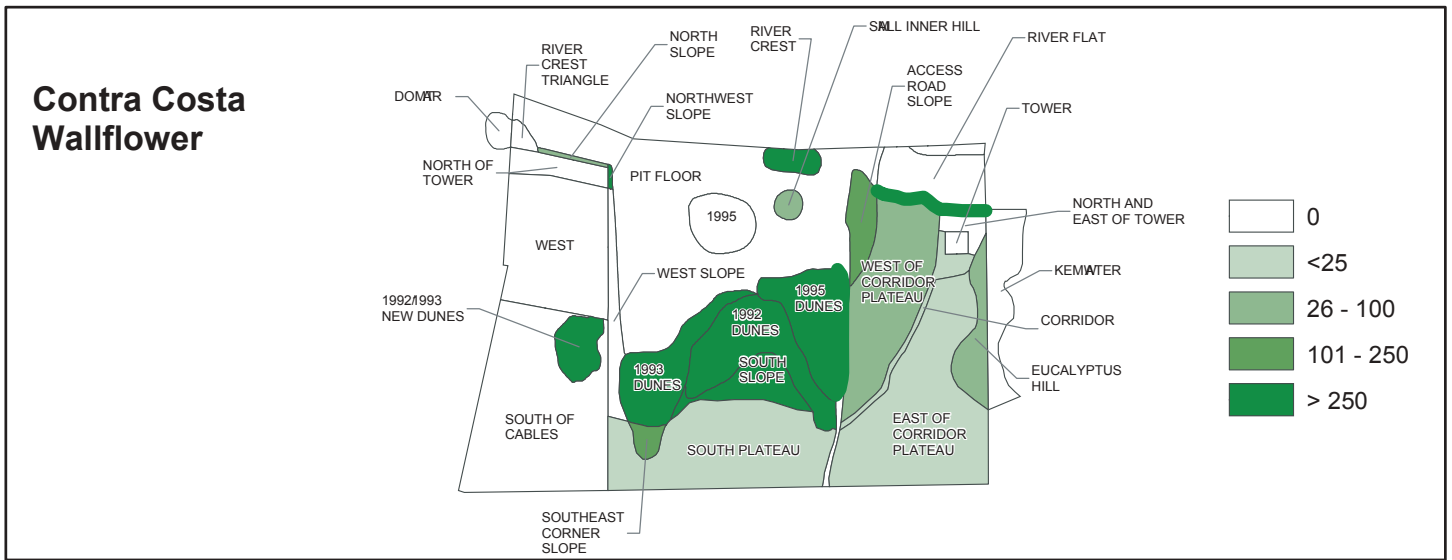 Contra Costa
Wallflower
DOMTAR
RIVER
CREST
TRIANGLE
NORTH
SLOPE
RIVER
CREST
SMALL INNER HILL
RIVER FLAT
ACCESS
ROAD
SLOPE
TOWER
NORTHWEST
SLOPE
NORTH OF
TOWER
PIT FLOOR
1995
NORTH AND
EAST OF TOWER
WEST
WEST SLOPE
WEST OF
CORRIDOR
PLATEAU
KEMWATER
1992/1993
NEW DUNES
1995
DUNES
1992
DUNES
CORRIDOR
1993
DUNES
SOUTH
SLOPE
EUCALYPTUS
HILL
SOUTH OF
CABLES
SOUTH PLATEAU
EAST OF
CORRIDOR
PLATEAU
SOUTHEAST
CORNER
SLOPE
0
<25
26 - 100
101 - 250
> 250